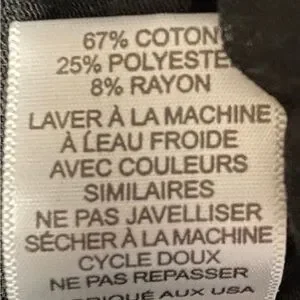 67% COTON
25% POLYESTE
8% RAYON
LAVER À LA MACHINE
À L'EAU FROIDE
AVEC COULEURS
SIMILAIRES
NE PAS JAVELLISER
SÉCHER À LA MACHINE
CYCLE DOUX
NE PAS REPASSER
BRIQUÉ AUX USA